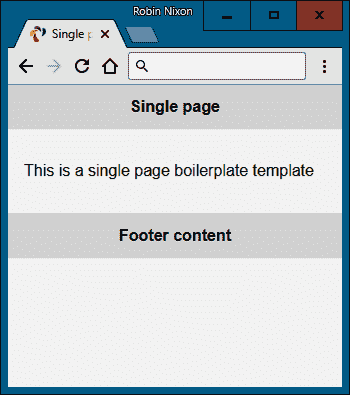 Robin Nixon
Single p
Single page
This is a single page boilerplate template
Footer content